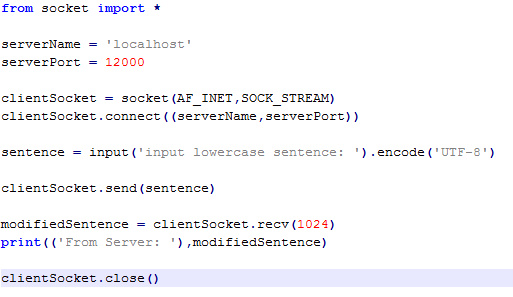 from socket import *
serverName = 'localhost'
serverPort = 12000
clientSocket = socket(AF_INET,SOCK_STREAM)
clientSocket.connect((serverName,serverPort))
sentence = input('input lowercase sentence: ').encode('UTF-8')
clientSocket.send(sentence)
modifiedSentence = clientSocket.recv(1024)
print(('From Server: '),modifiedSentence)
clientSocket.close()